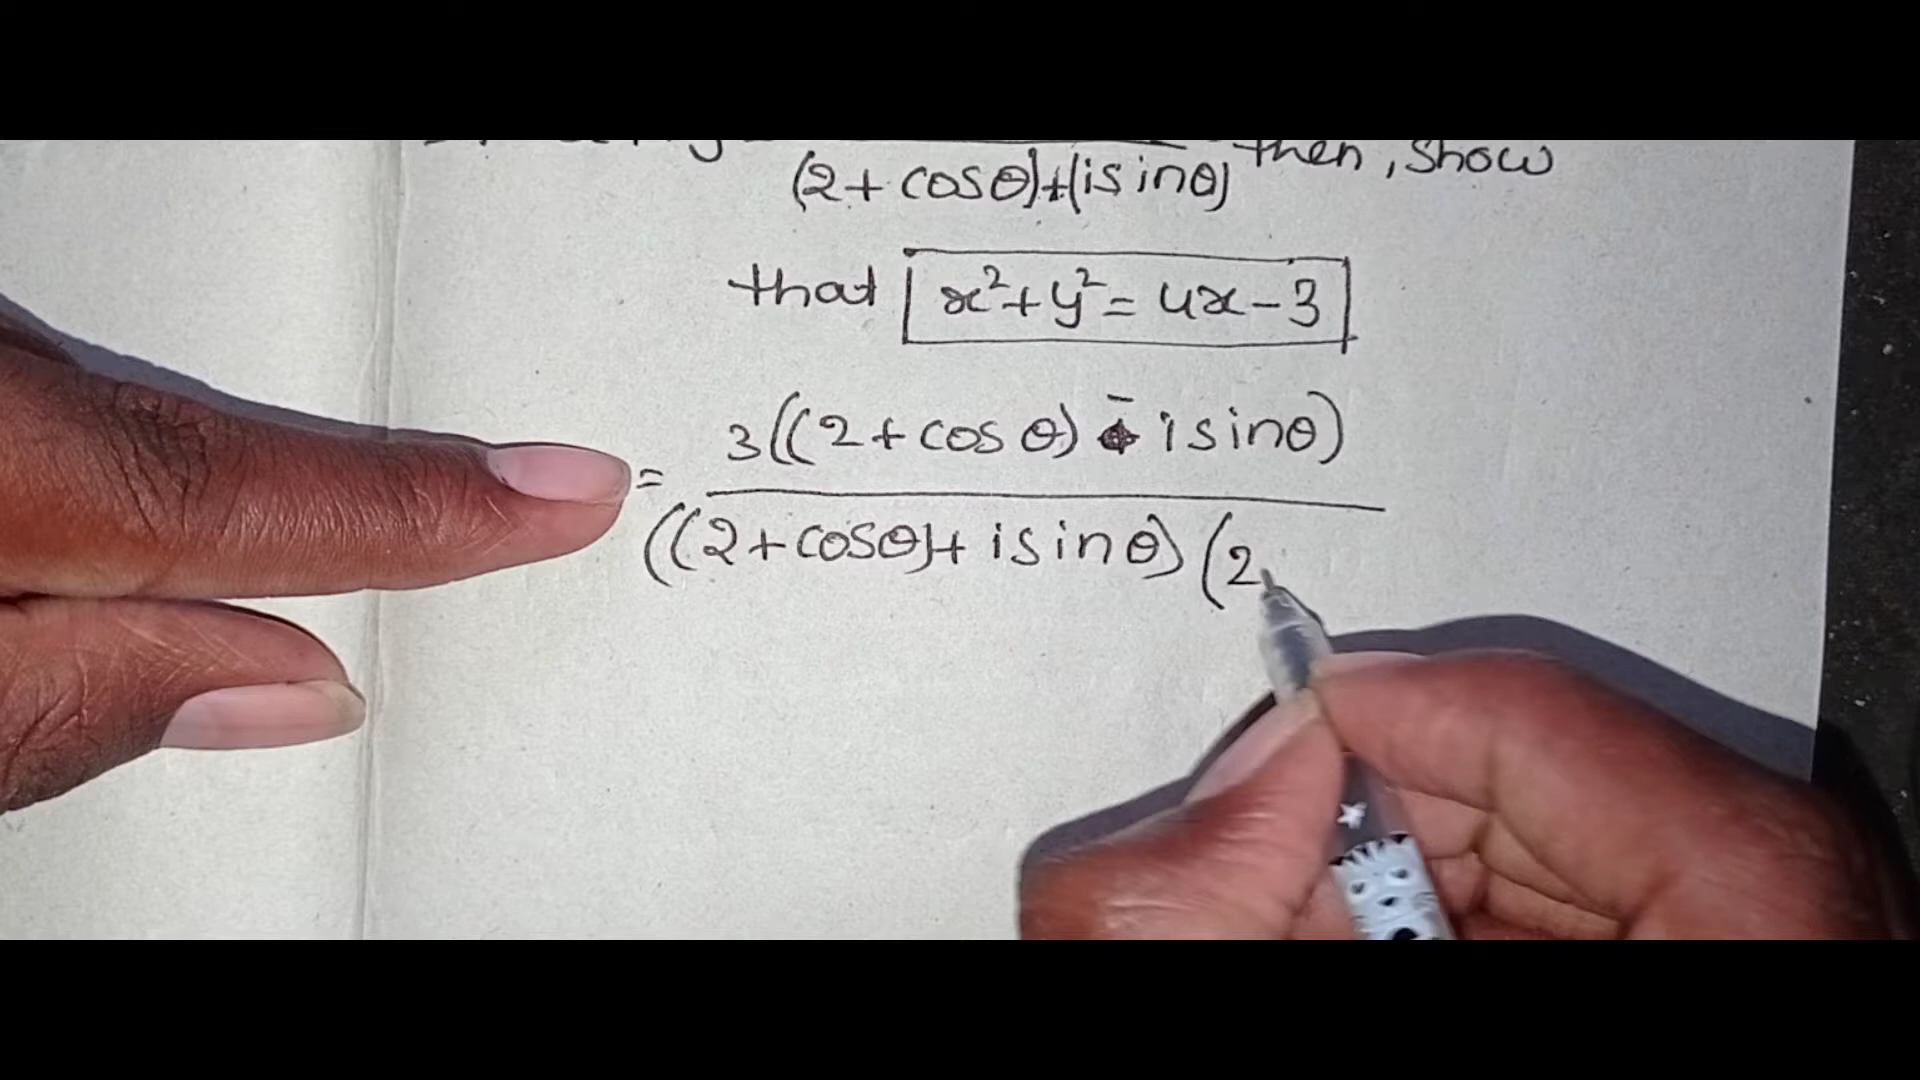 (2 + cosθ)+(isinθ) then, show
that x²+y² = 4x-3
= 3((2+cosθ) - isinθ)
((2+cosθ)+ isinθ) (2